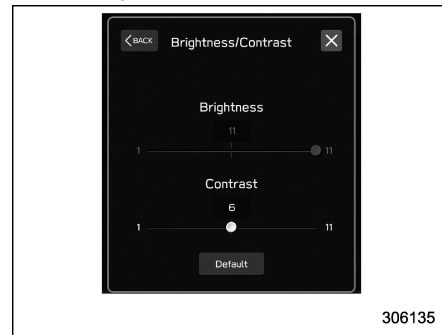 BACK Brightness/Contrast X
Brightness
11
1 11
Contrast
6
1 11
Default
306135